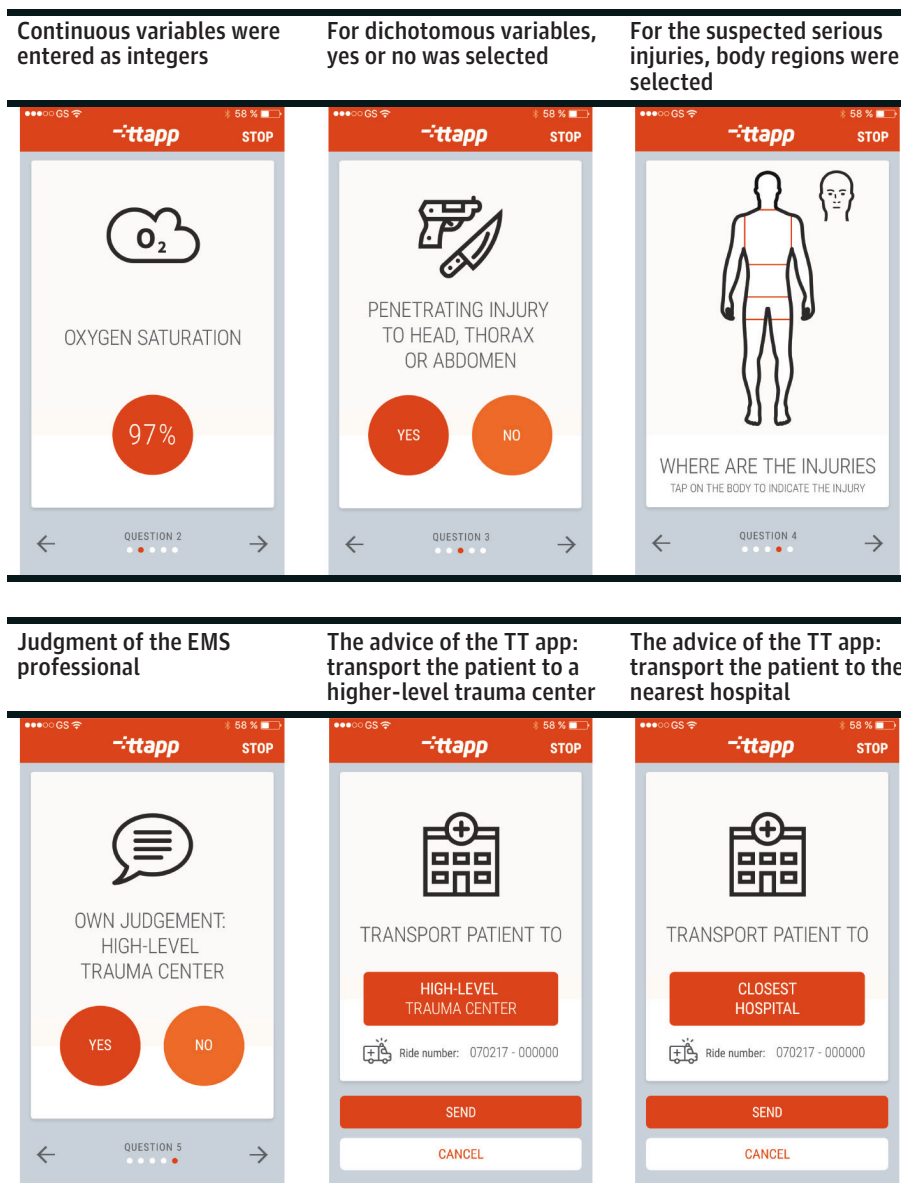 Continuous variables were
entered as integers
For dichotomous variables,
yes or no was selected
For the suspected serious
injuries, body regions were
selected
GS 58 %
ttapp STOP
O2
OXYGEN SATURATION
97%
QUESTION 2
GS 58 %
ttapp STOP
PENETRATING INJURY
TO HEAD, THORAX
OR ABDOMEN
YES NO
QUESTION 3
GS 58 %
ttapp STOP
WHERE ARE THE INJURIES
TAP ON THE BODY TO INDICATE THE INJURY
QUESTION 4
Judgment of the EMS
professional
The advice of the TT app:
transport the patient to a
higher-level trauma center
The advice of the TT app:
transport the patient to the
nearest hospital
GS 58 %
ttapp STOP
OWN JUDGEMENT:
HIGH-LEVEL
TRAUMA CENTER
YES NO
QUESTION 5
GS 58 %
ttapp STOP
TRANSPORT PATIENT TO
HIGH-LEVEL
TRAUMA CENTER
Ride number: 070217 - 000000
SEND
CANCEL
GS 58 %
ttapp STOP
TRANSPORT PATIENT TO
CLOSEST
HOSPITAL
Ride number: 070217 - 000000
SEND
CANCEL